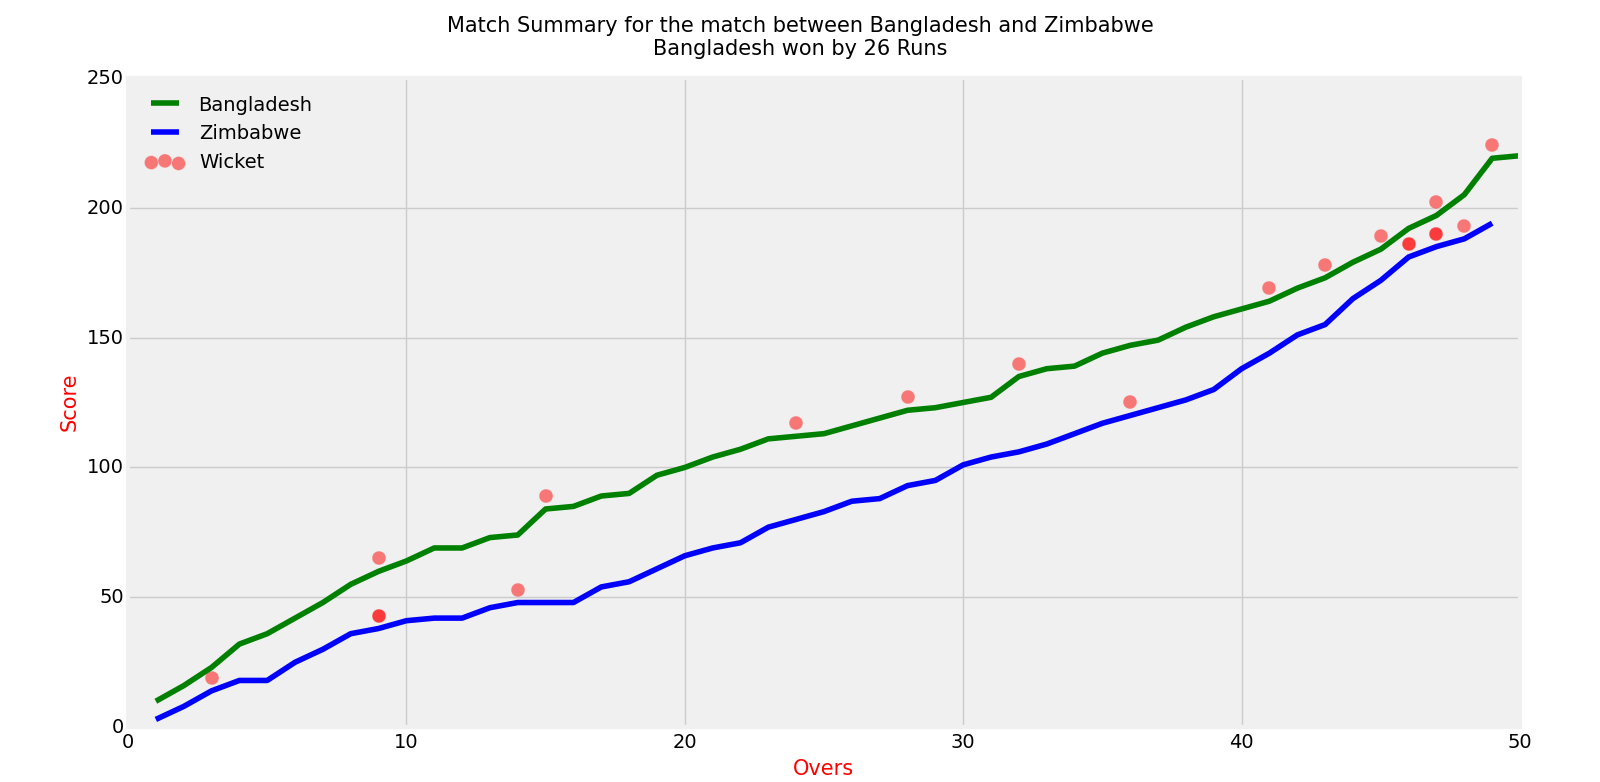 Match Summary for the match between Bangladesh and Zimbabwe
Bangladesh won by 26 Runs
250
200
150
100
50
0
Score
Bangladesh
Zimbabwe
Wicket
0 10 20 30 40 50
Overs